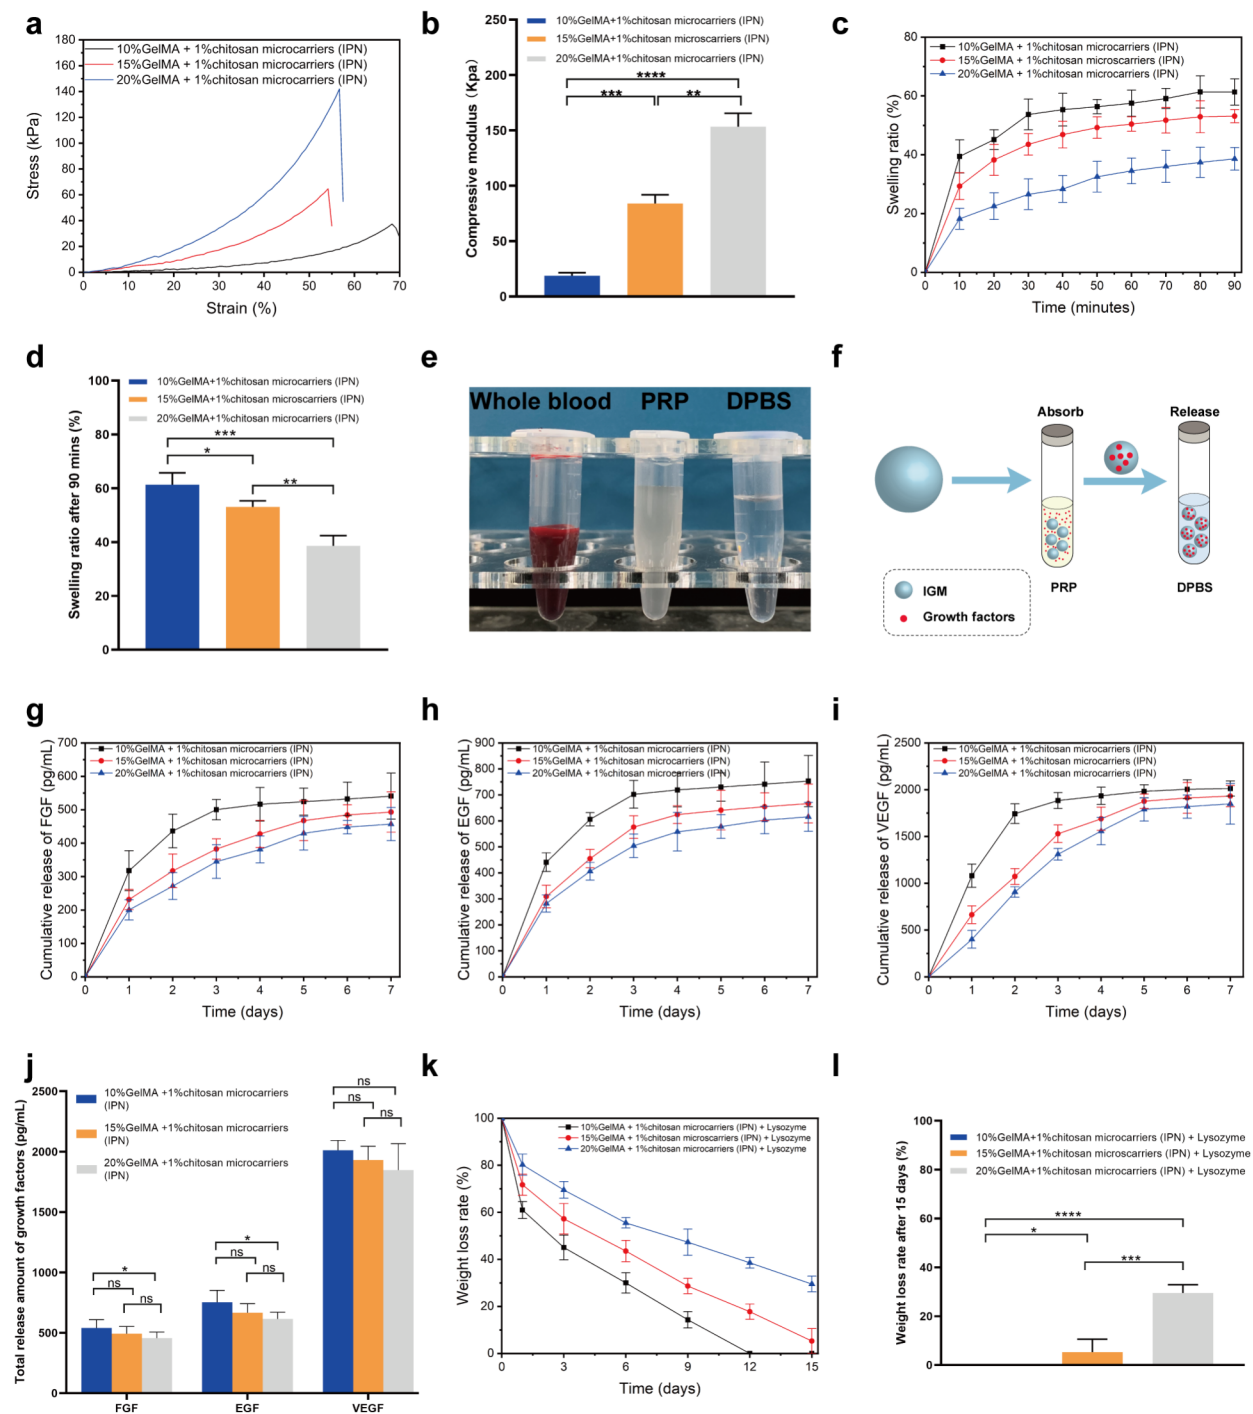 a
180
160
140
120
100
80
60
40
20
0
0
10
20
30
40
50
60
70
Stress (kPa)
Strain (%)
10%GelMA + 1%chitosan microcarriers (IPN)
15%GelMA + 1%chitosan microscarriers (IPN)
20%GelMA + 1%chitosan microcarriers (IPN)
b
250
200
150
100
50
0
Compressive modulus (Kpa)
10%GelMA+1%chitosan microcarriers (IPN)
15%GelMA+1%chitosan microscarriers (IPN)
20%GelMA+1%chitosan microcarriers (IPN)
****
***
**
c
80
60
40
20
0
0
10
20
30
40
50
60
70
80
90
Swelling ratio (%)
Time (minutes)
10%GelMA + 1%chitosan microcarriers (IPN)
15%GelMA + 1%chitosan microscarriers (IPN)
20%GelMA + 1%chitosan microcarriers (IPN)
d
100
80
60
40
20
0
Swelling ratio after 90 mins (%)
10%GelMA+1%chitosan microcarriers (IPN)
15%GelMA+1%chitosan microscarriers (IPN)
20%GelMA+1%chitosan microcarriers (IPN)
***
*
**
e
Whole blood PRP DPBS
f
Absorb
Release
PRP
DPBS
IGM
Growth factors
g
700
600
500
400
300
200
100
0
0
1
2
3
4
5
6
7
Cumulative release of FGF (pg/mL)
Time (days)
10%GelMA + 1%chitosan microcarriers (IPN)
15%GelMA + 1%chitosan microcarriers (IPN)
20%GelMA + 1%chitosan microcarriers (IPN)
h
900
800
700
600
500
400
300
200
100
0
0
1
2
3
4
5
6
7
Cumulative release of EGF (pg/mL)
Time (days)
10%GelMA + 1%chitosan microcarriers (IPN)
15%GelMA + 1%chitosan microcarriers (IPN)
20%GelMA + 1%chitosan microcarriers (IPN)
i
2500
2000
1500
1000
500
0
0
1
2
3
4
5
6
7
Cumulative release of VEGF (pg/mL)
Time (days)
10%GelMA + 1%chitosan microcarriers (IPN)
15%GelMA + 1%chitosan microcarriers (IPN)
20%GelMA + 1%chitosan microcarriers (IPN)
j
2500
2000
1500
1000
500
0
Total release amount of growth factors (pg/mL)
10%GelMA +1%chitosan microcarriers
(IPN)
15%GelMA +1%chitosan microcarriers
(IPN)
20%GelMA +1%chitosan microcarriers
(IPN)
*
ns
ns
*
ns
ns
ns
ns
ns
FGF
EGF
VEGF
k
100
80
60
40
20
0
0
3
6
9
12
15
Weight loss rate (%)
Time (days)
10%GelMA + 1%chitosan microcarriers (IPN) + Lysozyme
15%GelMA + 1%chitosan microscarriers (IPN) + Lysozyme
20%GelMA + 1%chitosan microcarriers (IPN) + Lysozyme
l
100
80
60
40
20
0
Weight loss rate after 15 days (%)
10%GelMA+1%chitosan microcarriers (IPN) + Lysozyme
15%GelMA+1%chitosan microscarriers (IPN) + Lysozyme
20%GelMA+1%chitosan microcarriers (IPN) + Lysozyme
****
*
***